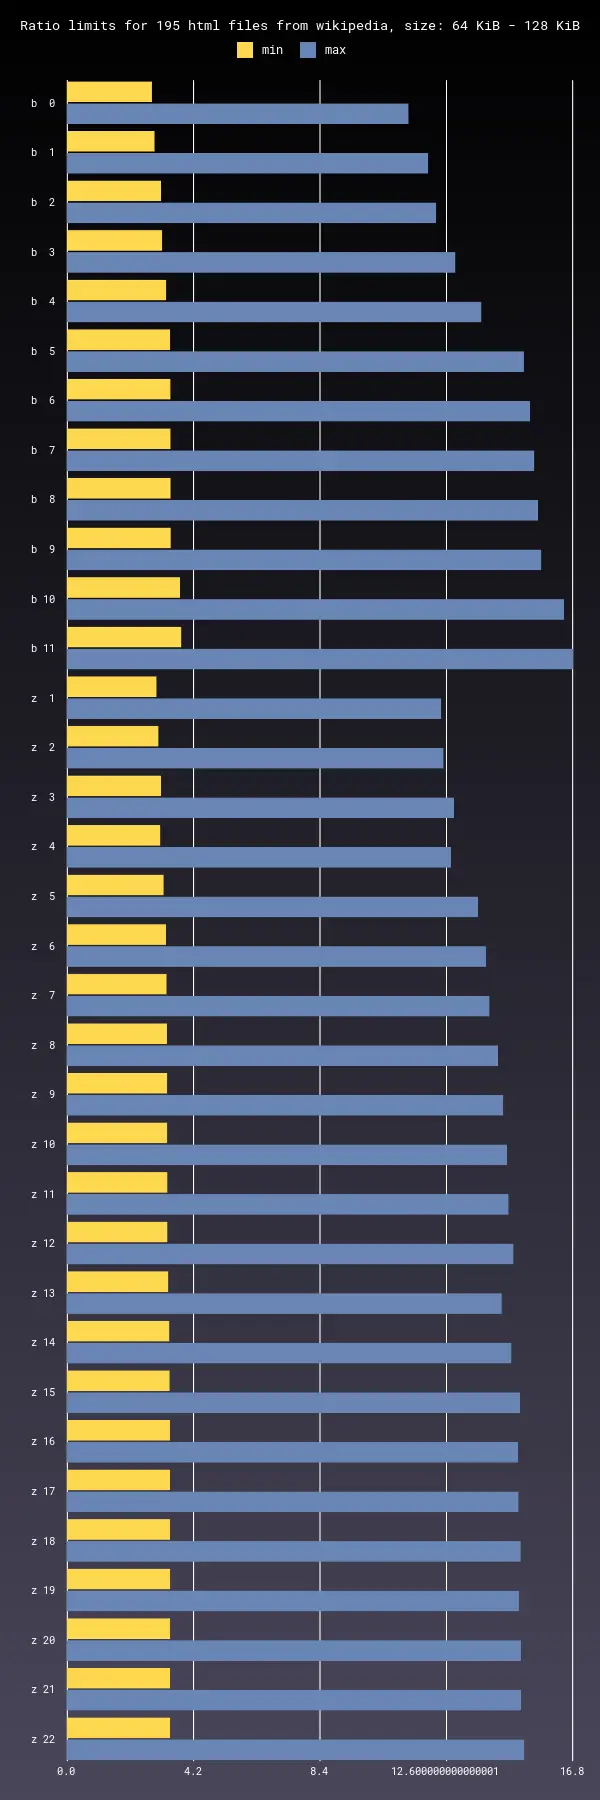 Ratio limits for 195 html files from wikipedia, size: 64 KiB - 128 KiB
min max
b 0
b 1
b 2
b 3
b 4
b 5
b 6
b 7
b 8
b 9
b 10
b 11
z 1
z 2
z 3
z 4
z 5
z 6
z 7
z 8
z 9
z 10
z 11
z 12
z 13
z 14
z 15
z 16
z 17
z 18
z 19
z 20
z 21
z 22
0.0 4.2 8.4 12.600000000000001 16.8